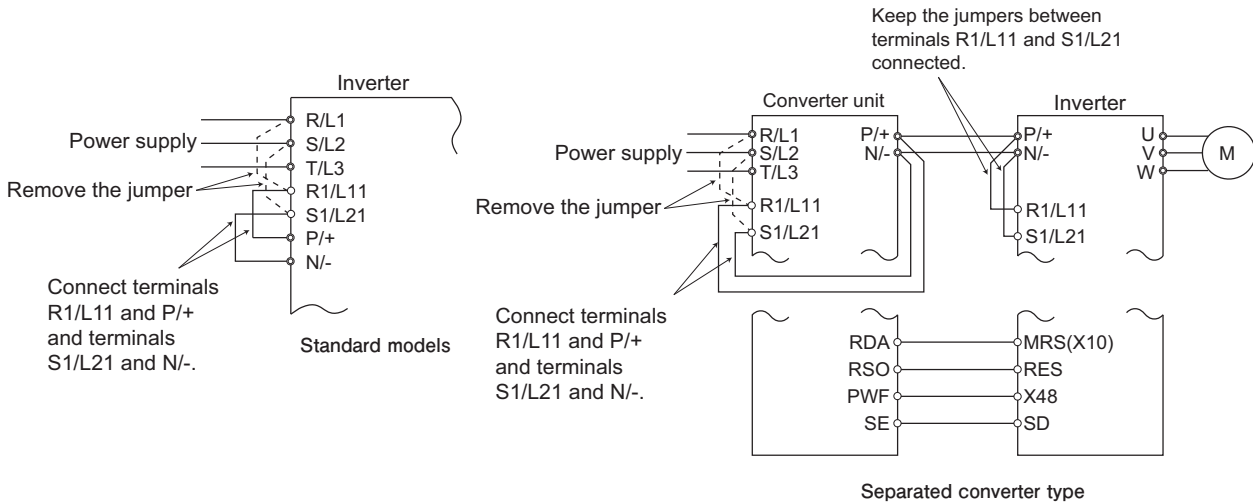 Inverter
R/L1
Power supply
S/L2
T/L3
Remove the jumper
R1/L11
S1/L21
P/+
N/-
Connect terminals
R1/L11 and P/+
and terminals
S1/L21 and N/-.
Standard models
Keep the jumpers between
terminals R1/L11 and S1/L21
connected.
Converter unit
Inverter
R/L1
P/+
P/+
U
Power supply
S/L2
N/-
N/-
V
M
T/L3
W
Remove the jumper
R1/L11
R1/L11
S1/L21
S1/L21
Connect terminals
R1/L11 and P/+
and terminals
S1/L21 and N/-.
RDA
MRS(X10)
RSO
RES
PWF
X48
SE
SD
Separated converter type